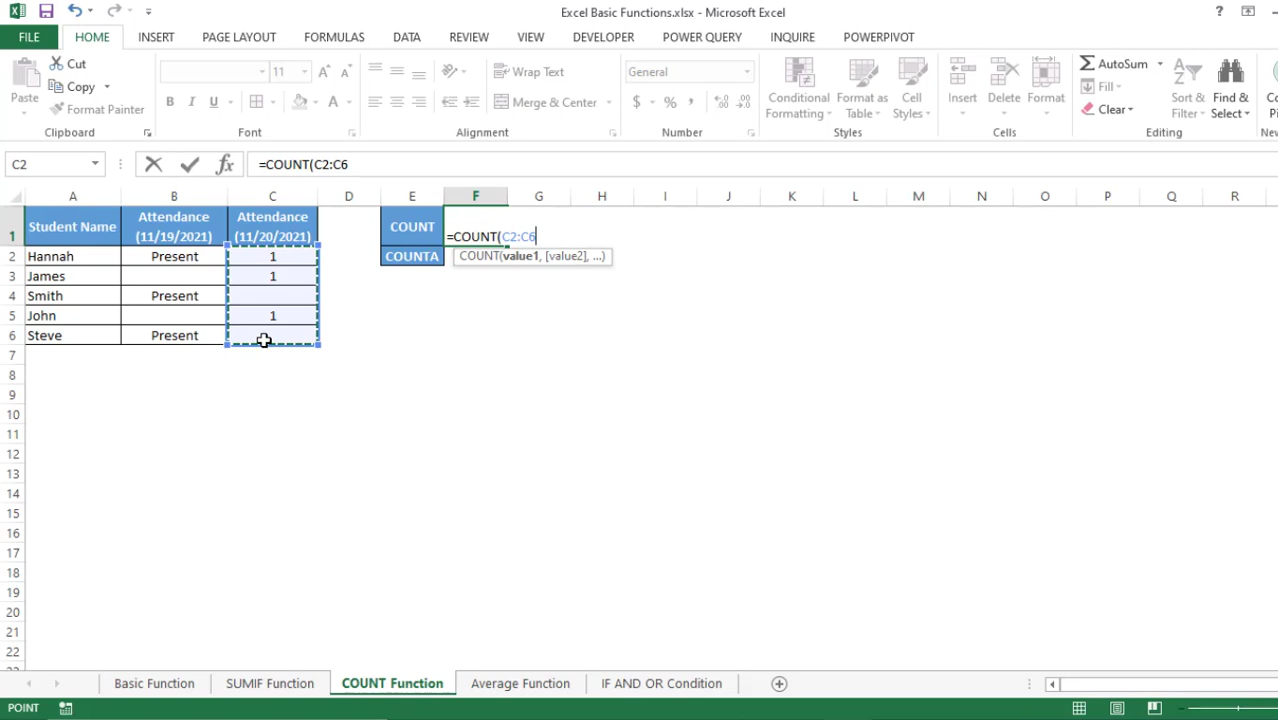 Excel Basic Functions.xlsx - Microsoft Excel
?
FILE HOME INSERT PAGE LAYOUT FORMULAS DATA REVIEW VIEW DEVELOPER POWER QUERY INQUIRE POWERPIVOT
Paste
Cut
Copy
Format Painter
Clipboard
11
B I U
Font
Wrap Text
Merge & Center
Alignment
General
$ % ,
Number
Conditional
Formatting
Format as
Table
Cell
Styles
Styles
Insert
Delete
Format
Cells
AutoSum
Fill
Clear
Sort &
Filter
Find &
Select
Editing
C2 fx =COUNT(C2:C6
A B C D E F G H I J K L M N O P Q R
1 Student Name
Attendance
(11/19/2021)
Attendance
(11/20/2021)
COUNT =COUNT(C2:C6
2 Hannah Present 1 COUNTA COUNT(value1, [value2], ...)
3 James 1
4 Smith Present
5 John 1
6 Steve Present
7
8
9
10
11
12
13
14
15
16
17
18
19
20
21
22
Basic Function SUMIF Function COUNT Function Average Function IF AND OR Condition
POINT